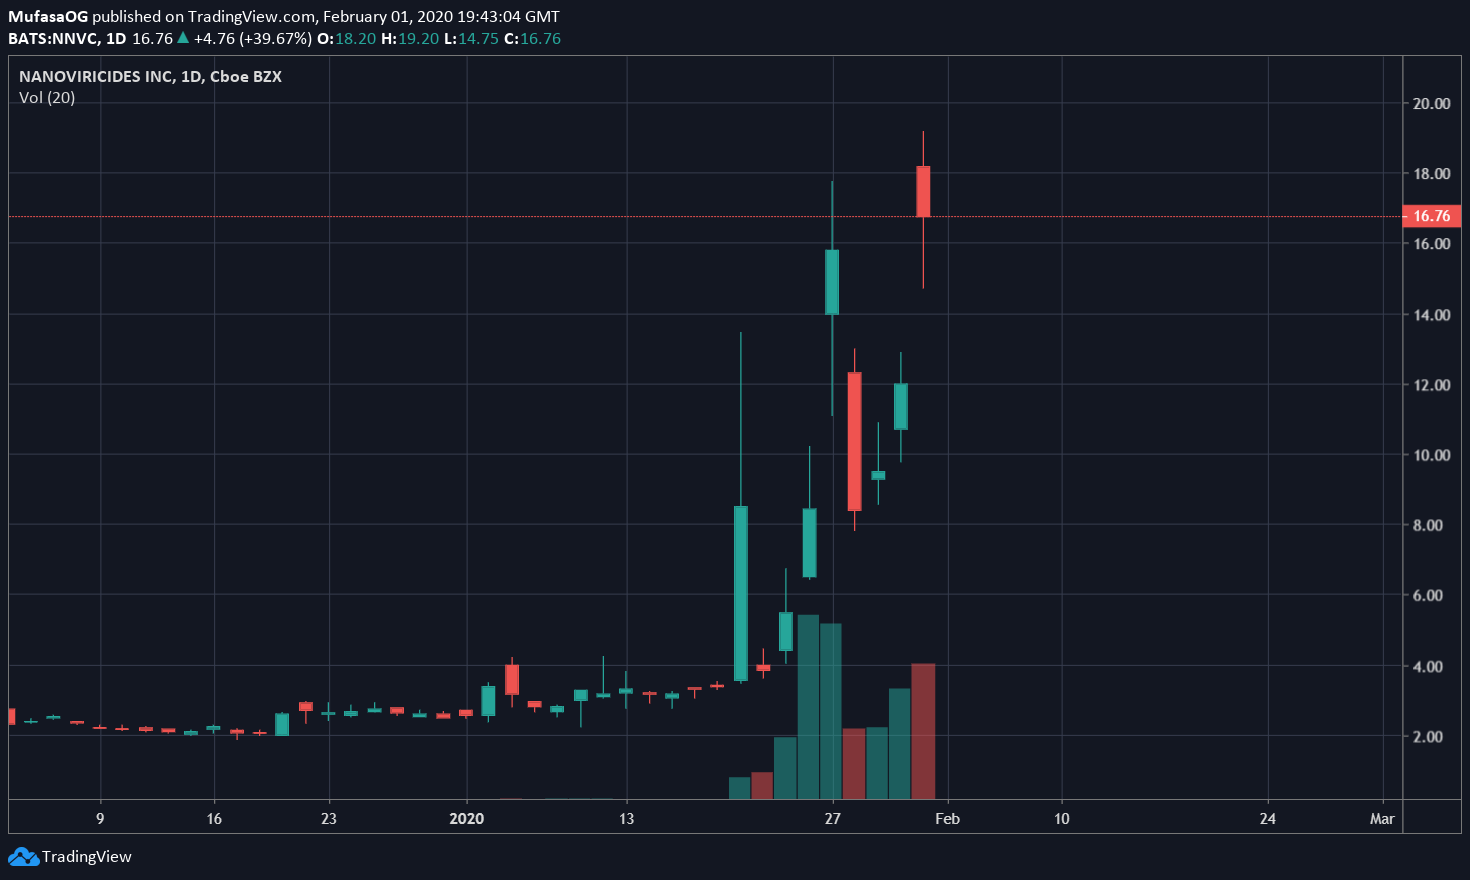 MufasaOG published on TradingView.com, February 01, 2020 19:43:04 GMT
BATS:NNVC, 1D 16.76 ▲ +4.76 (+39.67%) O:18.20 H:19.20 L:14.75 C:16.76
NANOVIRICIDES INC, 1D, Cboe BZX
Vol (20)
20.00
18.00
16.76
16.00
14.00
12.00
10.00
8.00
6.00
4.00
2.00
9 16 23 2020 13 27 Feb 10 24 Mar
TradingView